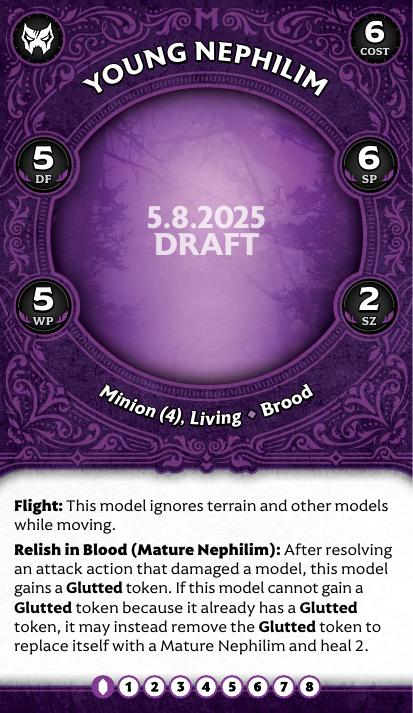 M
YOUNG NEPHILIM
6
COST
5
DF
6
SP
5.8.2025
DRAFT
5
WP
2
SZ
Minion (4), Living ♦ Brood
Flight: This model ignores terrain and other models
while moving.
Relish in Blood (Mature Nephilim): After resolving
an attack action that damaged a model, this model
gains a Glutted token. If this model cannot gain a
Glutted token because it already has a Glutted
token, it may instead remove the Glutted token to
replace itself with a Mature Nephilim and heal 2.
1 2 3 4 5 6 7 8